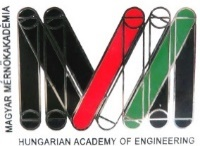 MAGYAR MÉRNÖKAKADÉMIA
HUNGARIAN ACADEMY OF ENGINEERING